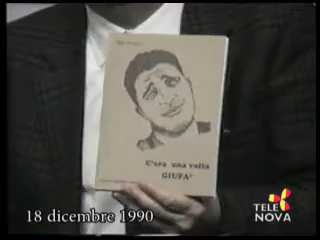 C'era una volta
GIUFA'
18 dicembre 1990
TELE
NOVA